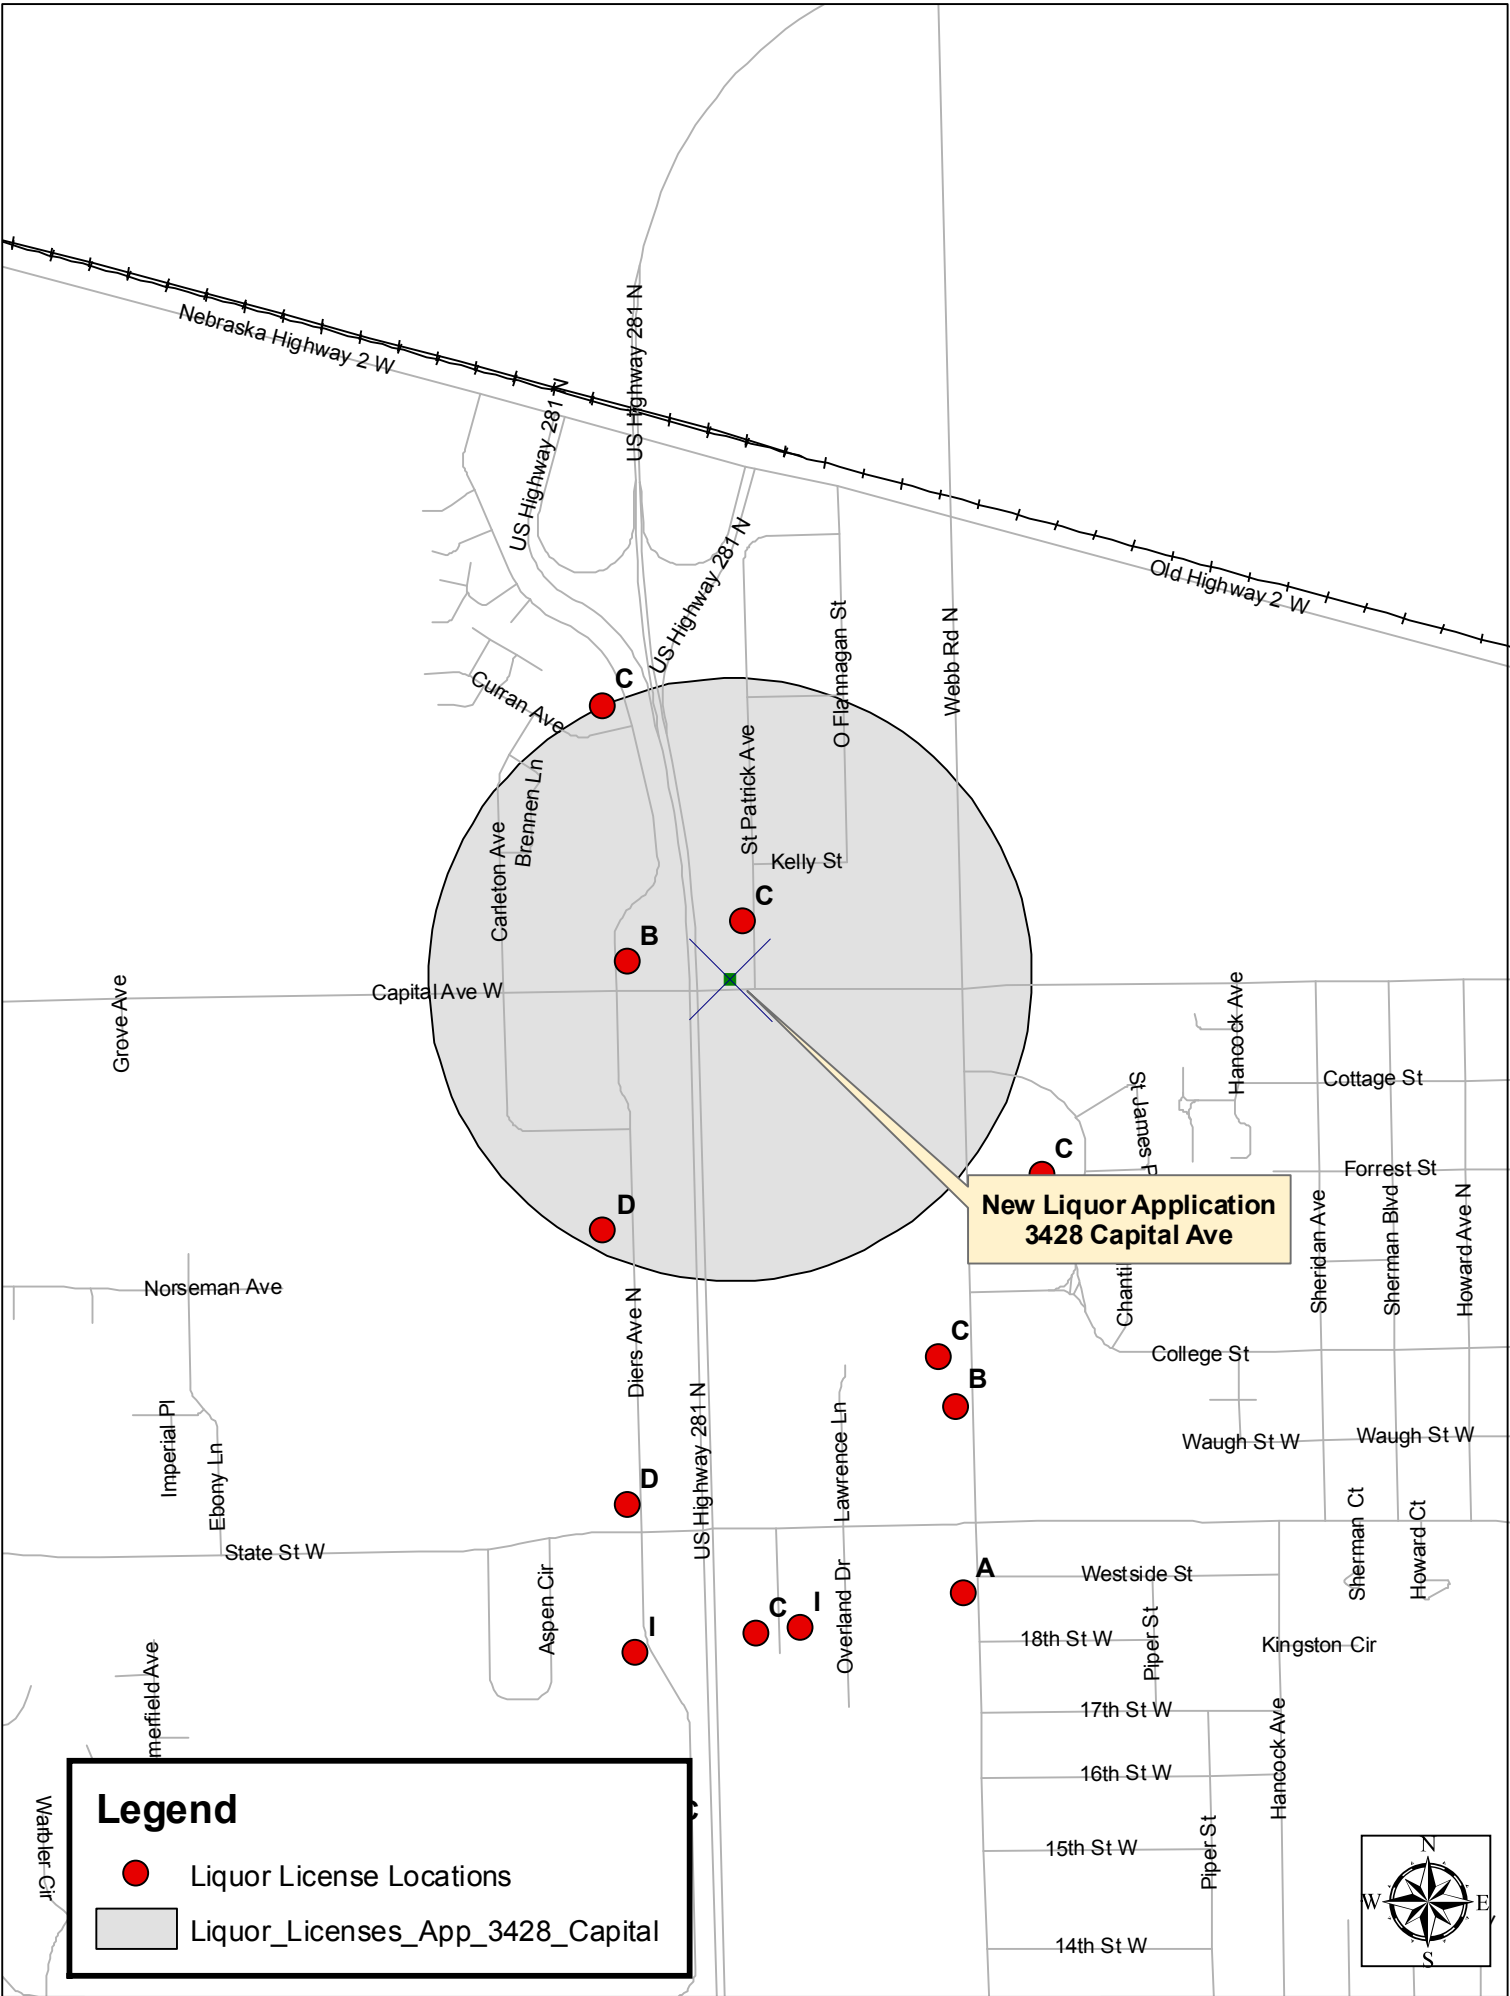 US Highway 281 N
Nebraska Highway 2 W
US Highway 281 N
US Highway 281 N
Old Highway 2 W
O Flannagan St
Webb Rd N
C
Curran Ave
St Patrick Ave
Brennen Ln
Carleton Ave
Kelly St
C
B
Capital Ave W
Grove Ave
Hancock Ave
Cottage St
St James P
C
Forrest St
D
New Liquor Application
3428 Capital Ave
Sheridan Ave
Sherman Blvd
Howard Ave N
Norseman Ave
Chantil
Diers Ave N
C
College St
B
US Highway 281 N
Imperial Pl
Ebony Ln
Lawrence Ln
Waugh St W
Waugh St W
D
Sherman Ct
Howard Ct
State St W
Aspen Cir
Overland Dr
A
Westside St
C
I
I
Piper St
18th St W
Kingston Cir
merfield Ave
17th St W
Hancock Ave
16th St W
Warbler Cir
Legend
Liquor License Locations
Liquor_Licenses_App_3428_Capital
15th St W
Piper St
14th St W
N
W
E
S